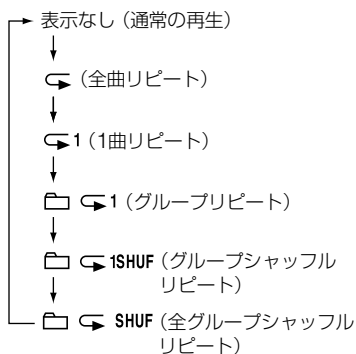 表示なし（通常の再生）
（全曲リピート）
1（1曲リピート）
1（グループリピート）
1SHUF（グループシャッフル
リピート）
SHUF（全グループシャッフル
リピート）